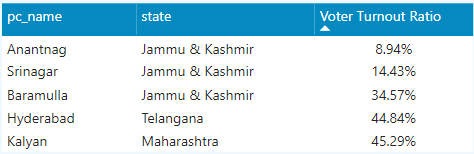 pc_name state Voter Turnout Ratio
Anantnag Jammu & Kashmir 8.94%
Srinagar Jammu & Kashmir 14.43%
Baramulla Jammu & Kashmir 34.57%
Hyderabad Telangana 44.84%
Kalyan Maharashtra 45.29%